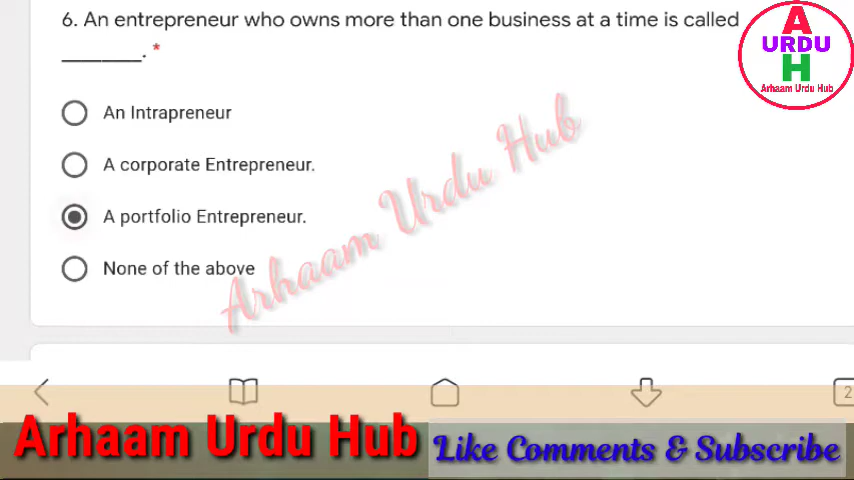 6. An entrepreneur who owns more than one business at a time is called
________. *
An Intrapreneur
A corporate Entrepreneur.
A portfolio Entrepreneur.
None of the above
Arhaam Urdu Hub
A
URDU
H
Arhaam Urdu Hub
2
Arhaam Urdu Hub
Like Comments & Subscribe